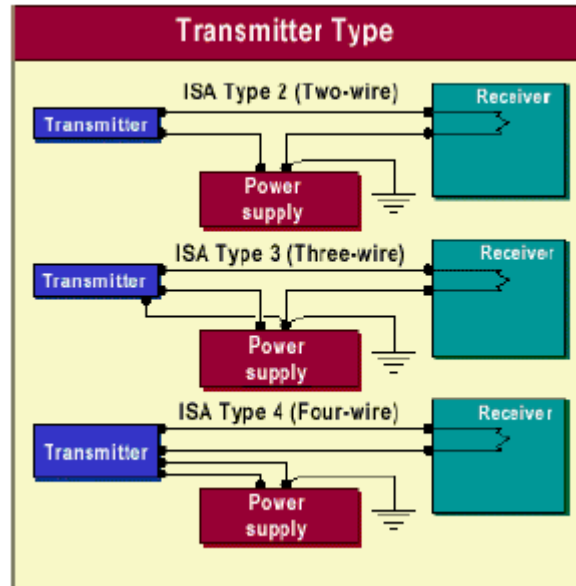 Transmitter Type
ISA Type 2 (Two-wire)
Receiver
Transmitter
Power
supply
ISA Type 3 (Three-wire)
Receiver
Transmitter
Power
supply
ISA Type 4 (Four-wire)
Receiver
Transmitter
Power
supply